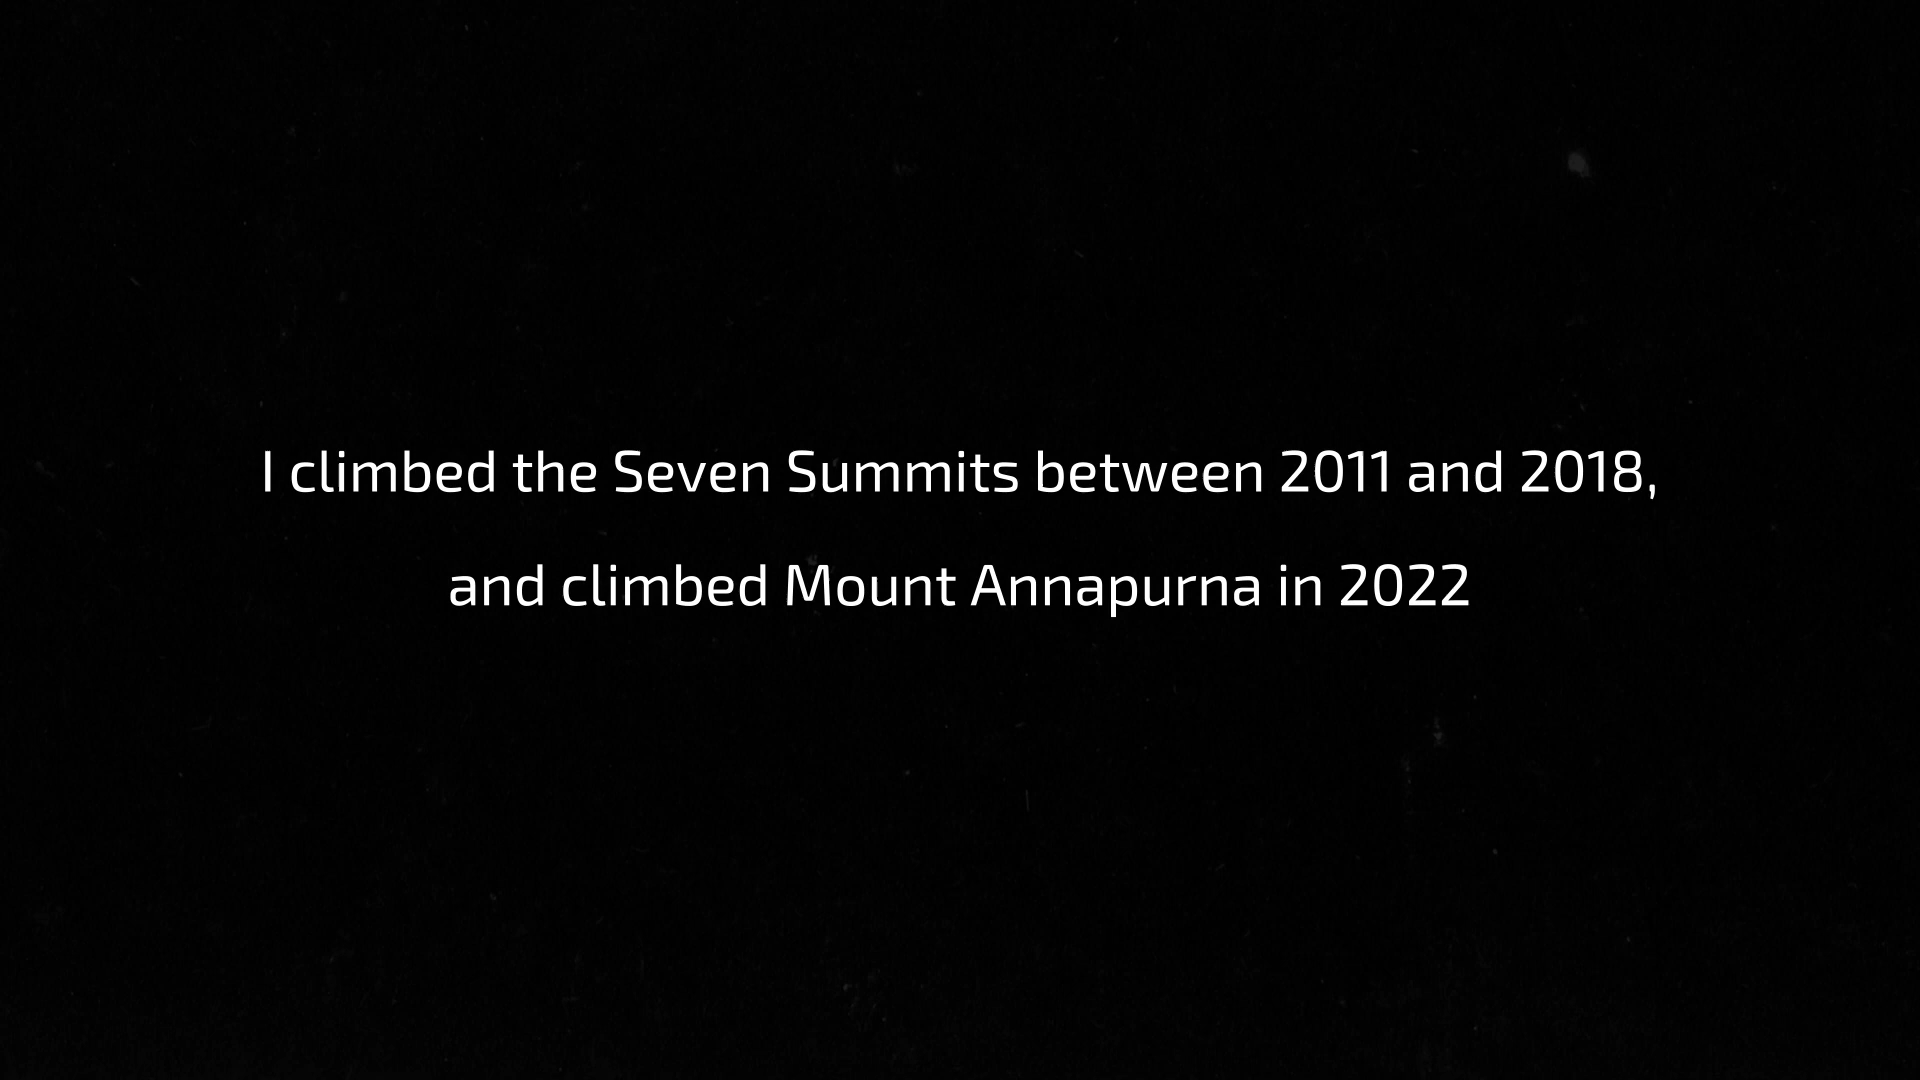 I climbed the Seven Summits between 2011 and 2018,
and climbed Mount Annapurna in 2022